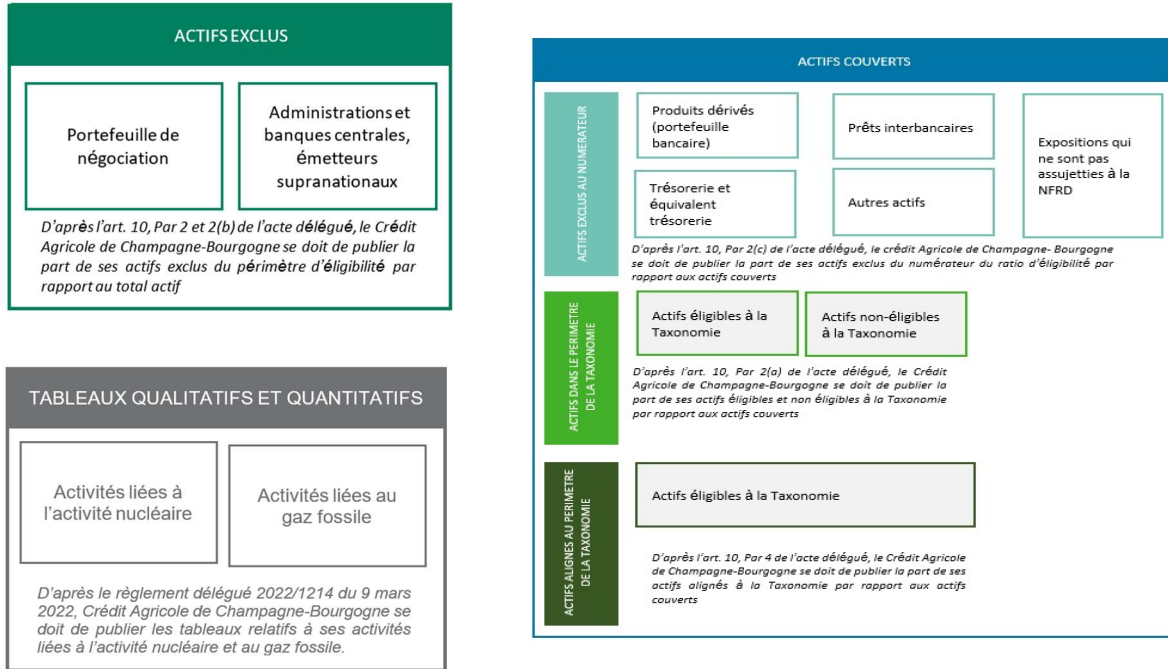 ACTIFS EXCLUS
Portefeuille de
négociation
Administrations et
banques centrales,
émetteurs
supranationaux
D'après l'art. 10, Par 2 et 2(b) de l'acte délégué, le Crédit
Agricole de Champagne-Bourgogne se doit de publier la
part de ses actifs exclus du périmètre d'éligibilité par
rapport au total actif
TABLEAUX QUALITATIFS ET QUANTITATIFS
Activités liées à
l'activité nucléaire
Activités liées au
gaz fossile
D'après le règlement délégué 2022/1214 du 9 mars
2022, Crédit Agricole de Champagne-Bourgogne se
doit de publier les tableaux relatifs à ses activités
liées à l'activité nucléaire et au gaz fossile.
ACTIFS COUVERTS
ACTIFS EXCLUS AU NUMERATEUR
Produits dérivés
(portefeuille
bancaire)
Prêts interbancaires
Expositions qui
ne sont pas
assujetties à la
NFRD
Trésorerie et
équivalent
trésorerie
Autres actifs
D'après l'art. 10, Par 2(c) de l'acte délégué, le crédit Agricole de Champagne- Bourgogne
se doit de publier la part de ses actifs exclus du numérateur du ratio d'éligibilité par
rapport aux actifs couverts
ACTIFS DANS LE PERIMETRE
DE LA TAXONOMIE
Actifs éligibles à la
Taxonomie
Actifs non-éligibles
à la Taxonomie
D'après l'art. 10, Par 2(a) de l'acte délégué, le Crédit
Agricole de Champagne-Bourgogne se doit de publier la
part de ses actifs éligibles et non éligibles à la Taxonomie
par rapport aux actifs couverts
ACTIFS ALIGNES AU PERIMETRE
DE LA TAXONOMIE
Actifs éligibles à la Taxonomie
D'après l'art. 10, Par 4 de l'acte délégué, le Crédit Agricole
de Champagne-Bourgogne se doit de publier la part de ses
actifs alignés à la Taxonomie par rapport aux actifs
couverts